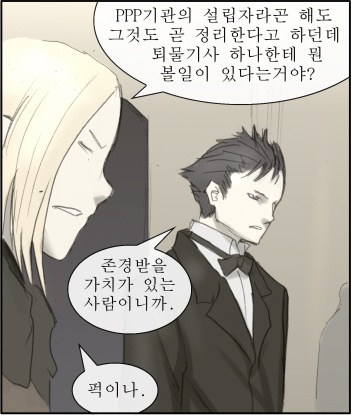 PPP기관의 설립자라곤 해도
그것도 곧 정리한다고 하던데
퇴물기사 하나한테 뭔
볼일이 있다는거야?
존경받을
가치가 있는
사람이니까.
퍽이나.